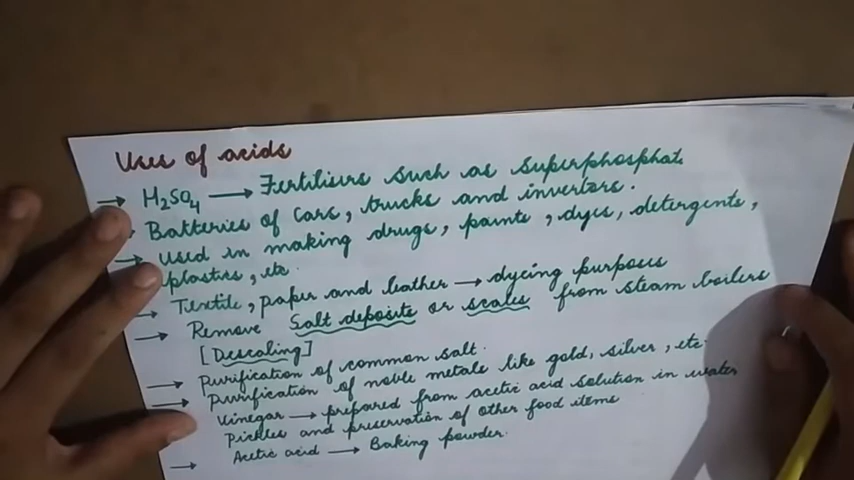 Uses of acids
→ H₂SO₄ → Fertilisers such as superphosphate
→ Batteries of cars, trucks and invertors.
→ used in making drugs, paints, dyes, detergents,
plastics, etc.
→ Textile, paper and leather → dyeing purposes
→ Remove Salt deposits or scales from steam boilers
[Descaling]
→ Purification of common salt.
→ Purification of noble metals like gold, silver, etc.
Vinegar → prepared from acetic acid solution in water
Pickles and preservation of other food items
→ Acetic acid → Baking powder.